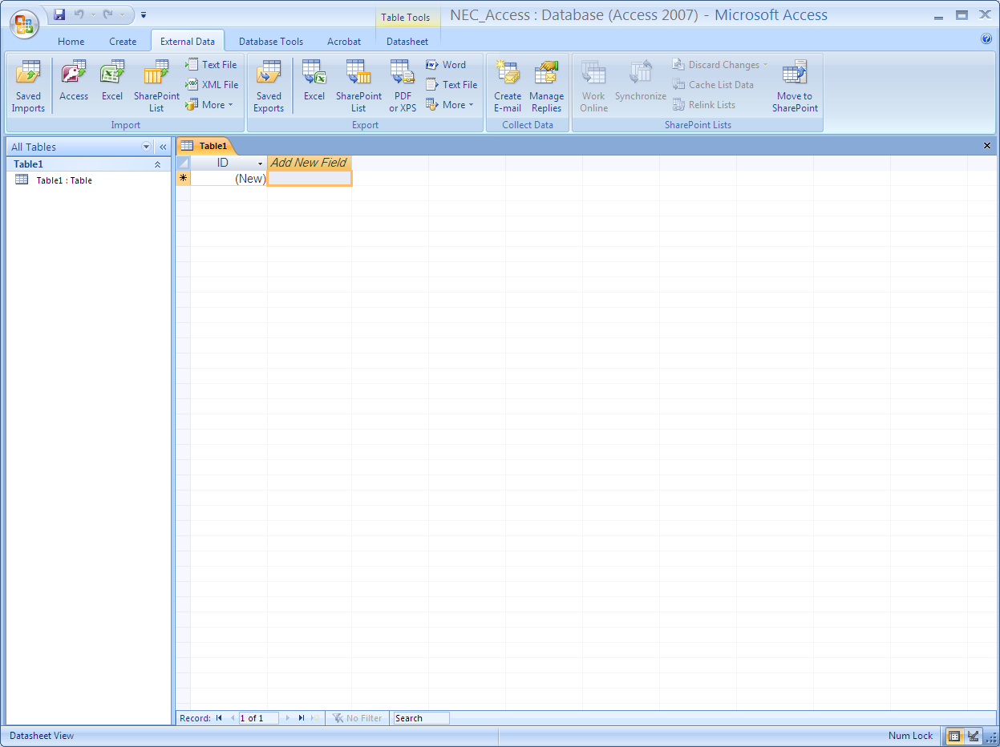 Table Tools
NEC_Access : Database (Access 2007) - Microsoft Access
Home Create External Data Database Tools Acrobat Datasheet
Saved Imports
Access
Excel
SharePoint List
Text File
XML File
More
Import
Saved Exports
Excel
SharePoint List
PDF or XPS
Word
Text File
More
Export
Create E-mail
Manage Replies
Collect Data
Work Online
Synchronize
Discard Changes
Cache List Data
Relink Lists
Move to SharePoint
SharePoint Lists
All Tables
Table1
Table1 : Table
Table1
ID Add New Field
(New)
Record: 1 of 1 No Filter Search
Datasheet View
Num Lock